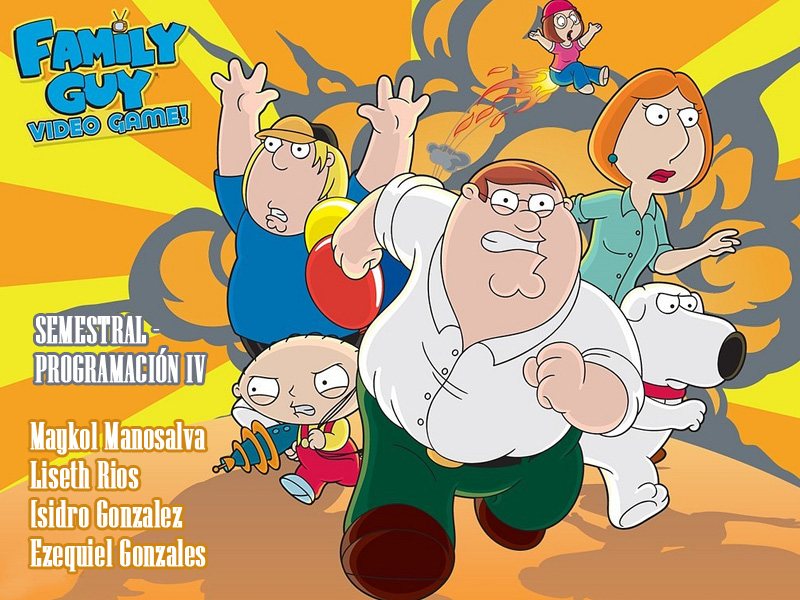 FAMILY
GUY
VIDEO GAME!
SEMESTRAL -
PROGRAMACIÓN IV
Maykol Manosalva
Liseth Rios
Isidro Gonzalez
Ezequiel Gonzales